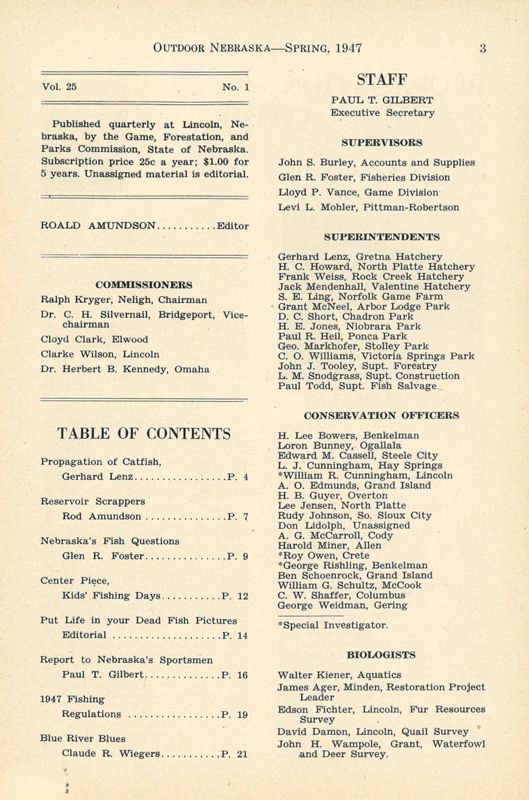 OUTDOOR NEBRASKA—SPRING, 1947 3
Vol. 25 No. 1
Published quarterly at Lincoln, Ne-
braska, by the Game, Forestation, and
Parks Commission, State of Nebraska.
Subscription price 25c a year; $1.00 for
5 years. Unassigned material is editorial.
ROALD AMUNDSON...........Editor
COMMISSIONERS
Ralph Kryger, Neligh, Chairman
Dr. C. H. Silvernail, Bridgeport, Vice-
chairman
Cloyd Clark, Elwood
Clarke Wilson, Lincoln
Dr. Herbert B. Kennedy, Omaha
TABLE OF CONTENTS
Propagation of Catfish,
Gerhard Lenz................P. 4
Reservoir Scrappers
Rod Amundson ..............P. 7
Nebraska's Fish Questions
Glen R. Foster..............P. 9
Center Piece,
Kids' Fishing Days...........P. 12
Put Life in your Dead Fish Pictures
Editorial ...................P. 14
Report to Nebraska's Sportsmen
Paul T. Gilbert..............P. 16
1947 Fishing
Regulations .................P. 19
Blue River Blues
Claude R. Wiegers...........P. 21
STAFF
PAUL T. GILBERT
Executive Secretary
SUPERVISORS
John S. Burley, Accounts and Supplies
Glen R. Foster, Fisheries Division
Lloyd P. Vance, Game Division
Levi L. Mohler, Pittman-Robertson
SUPERINTENDENTS
Gerhard Lenz, Gretna Hatchery
H. C. Howard, North Platte Hatchery
Frank Weiss, Rock Creek Hatchery
Jack Mendenhall, Valentine Hatchery
S. E. Ling, Norfolk Game Farm
Grant McNeel, Arbor Lodge Park
D. C. Short, Chadron Park
H. E. Jones, Niobrara Park
Paul R. Heil, Ponca Park
Geo. Markhofer, Stolley Park
C. O. Williams, Victoria Springs Park
John J. Tooley, Supt. Forestry
L. M. Snodgrass, Supt. Construction
Paul Todd, Supt. Fish Salvage
CONSERVATION OFFICERS
H. Lee Bowers, Benkelman
Loron Bunney, Ogallala
Edward M. Cassell, Steele City
L. J. Cunningham, Hay Springs
*William R. Cunningham, Lincoln
A. O. Edmunds, Grand Island
H. B. Guyer, Overton
Lee Jensen, North Platte
Rudy Johnson, So. Sioux City
Don Lidolph, Unassigned
A. G. McCarroll, Cody
Harold Miner, Allen
*Roy Owen, Crete
*George Rishling, Benkelman
Ben Schoenrock, Grand Island
William G. Schultz, McCook
C. W. Shaffer, Columbus
George Weidman, Gering
*Special Investigator.
BIOLOGISTS
Walter Kiener, Aquatics
James Ager, Minden, Restoration Project
Leader
Edson Fichter, Lincoln, Fur Resources
Survey
David Damon, Lincoln, Quail Survey
John H. Wampole, Grant, Waterfowl
and Deer Survey.